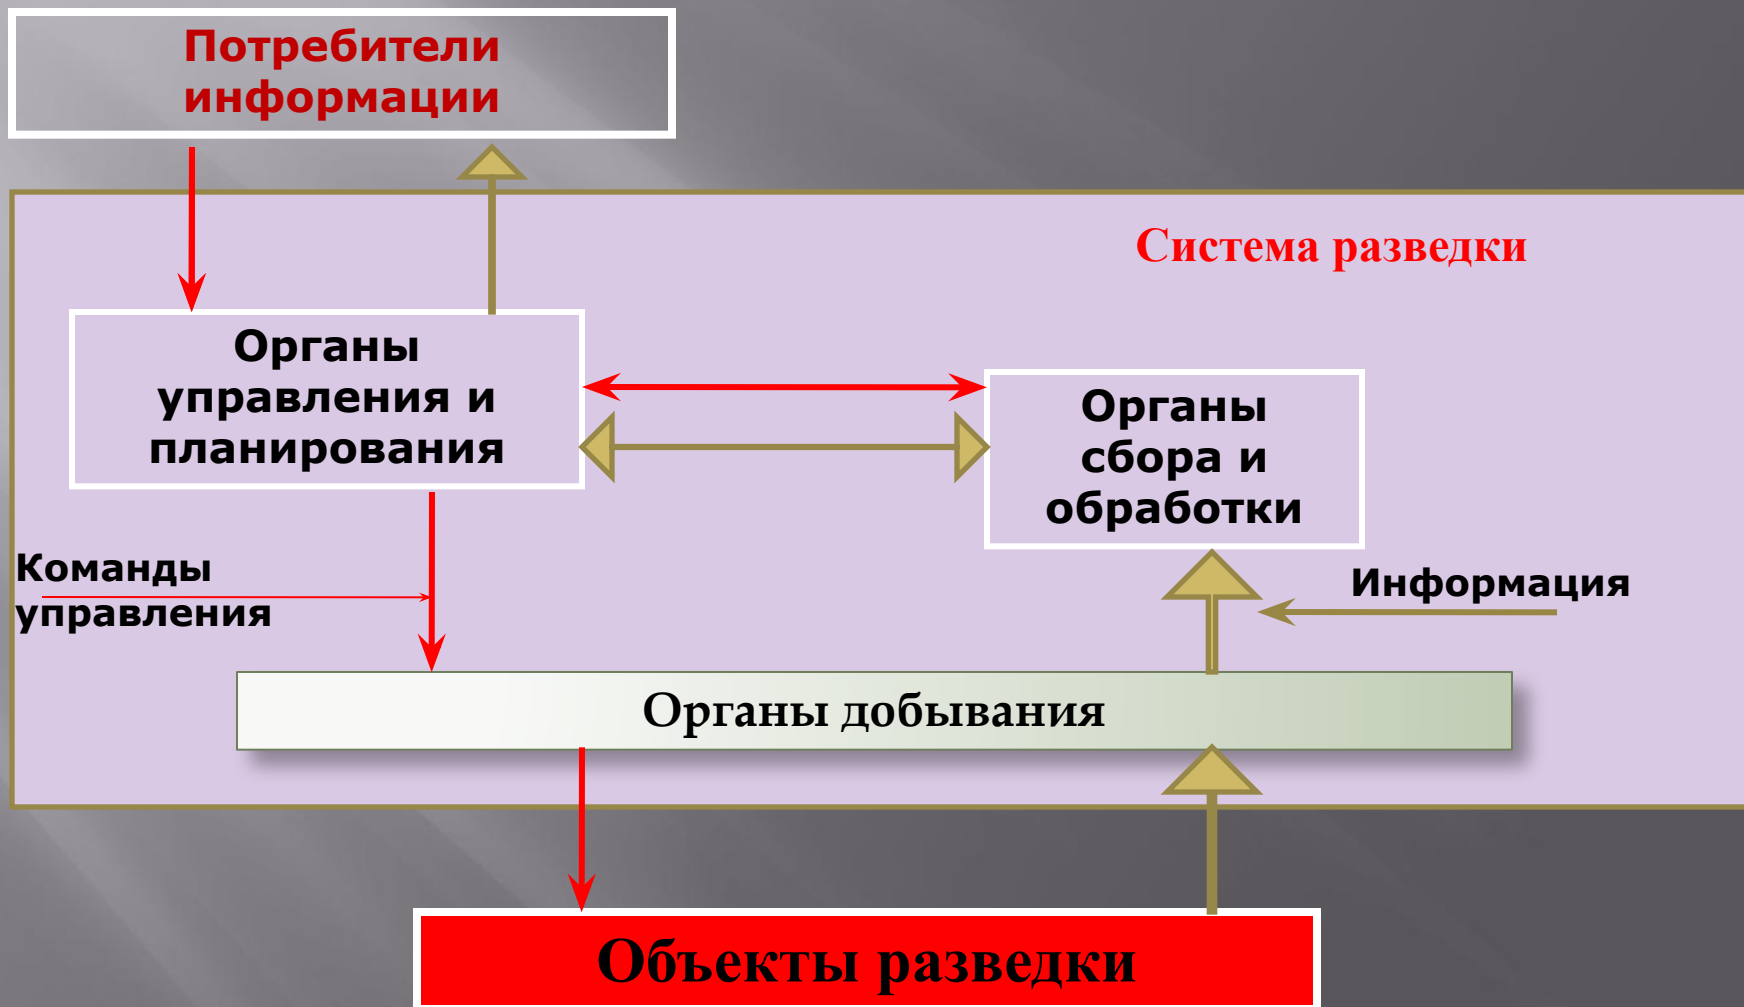 Потребители
информации
Система разведки
Органы
управления и
планирования
Органы
сбора и
обработки
Команды
управления
Информация
Органы добывания
Объекты разведки